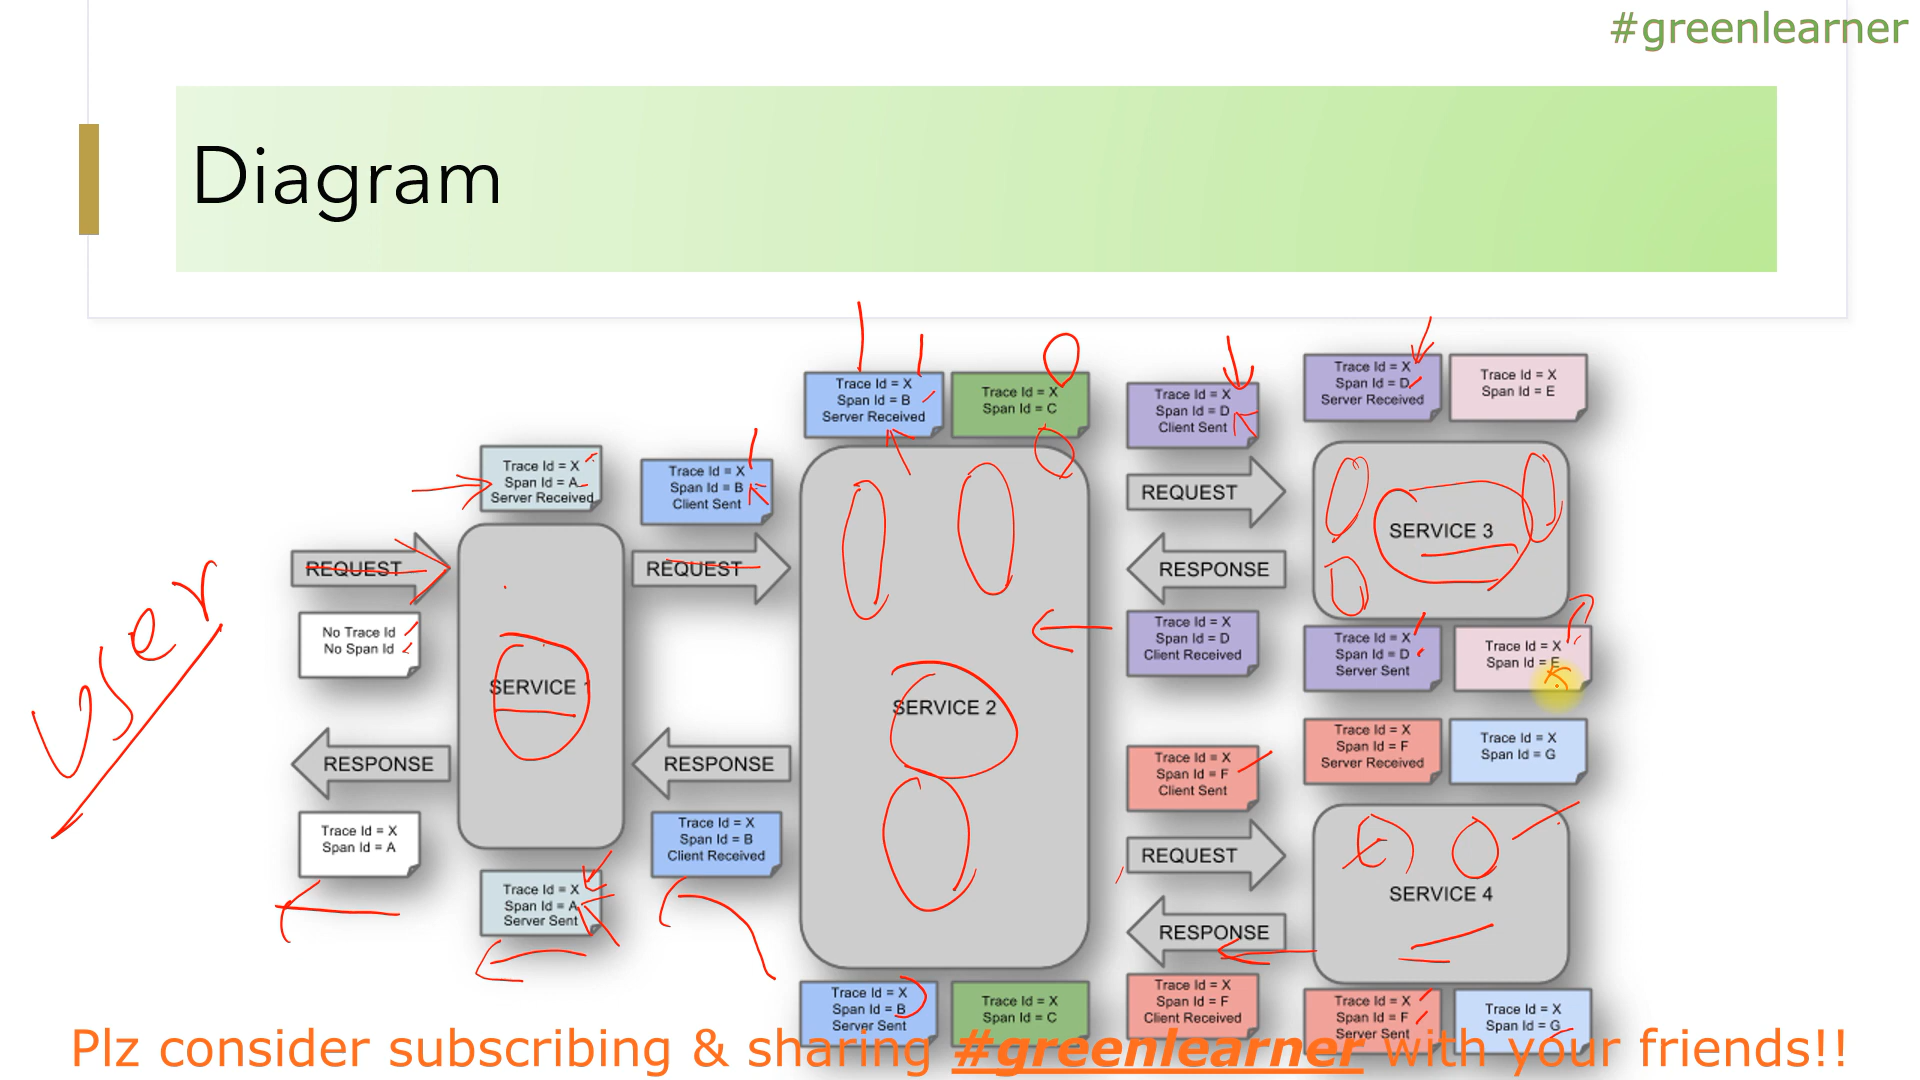 #greenlearner
Diagram
Trace Id = X
Span Id = D
Server Received
Trace Id = X
Span Id = E
Trace Id = X
Span Id = B
Server Received
Trace Id = X
Span Id = C
Trace Id = X
Span Id = D
Client Sent
Trace Id = X
Span Id = A
Server Received
Trace Id = X
Span Id = B
Client Sent
REQUEST
SERVICE 3
REQUEST
REQUEST
RESPONSE
User
No Trace Id
No Span Id
Trace Id = X
Span Id = D
Client Received
Trace Id = X
Span Id = D
Server Sent
Trace Id = X
Span Id = E
SERVICE 1
SERVICE 2
Trace Id = X
Span Id = F
Server Received
Trace Id = X
Span Id = G
RESPONSE
RESPONSE
Trace Id = X
Span Id = F
Client Sent
Trace Id = X
Span Id = A
Trace Id = X
Span Id = B
Client Received
REQUEST
SERVICE 4
Trace Id = X
Span Id = A
Server Sent
RESPONSE
Trace Id = X
Span Id = B
Server Sent
Trace Id = X
Span Id = C
Trace Id = X
Span Id = F
Client Received
Trace Id = X
Span Id = F
Server Sent
Trace Id = X
Span Id = G
Plz consider subscribing & sharing #greenlearner with your friends!!